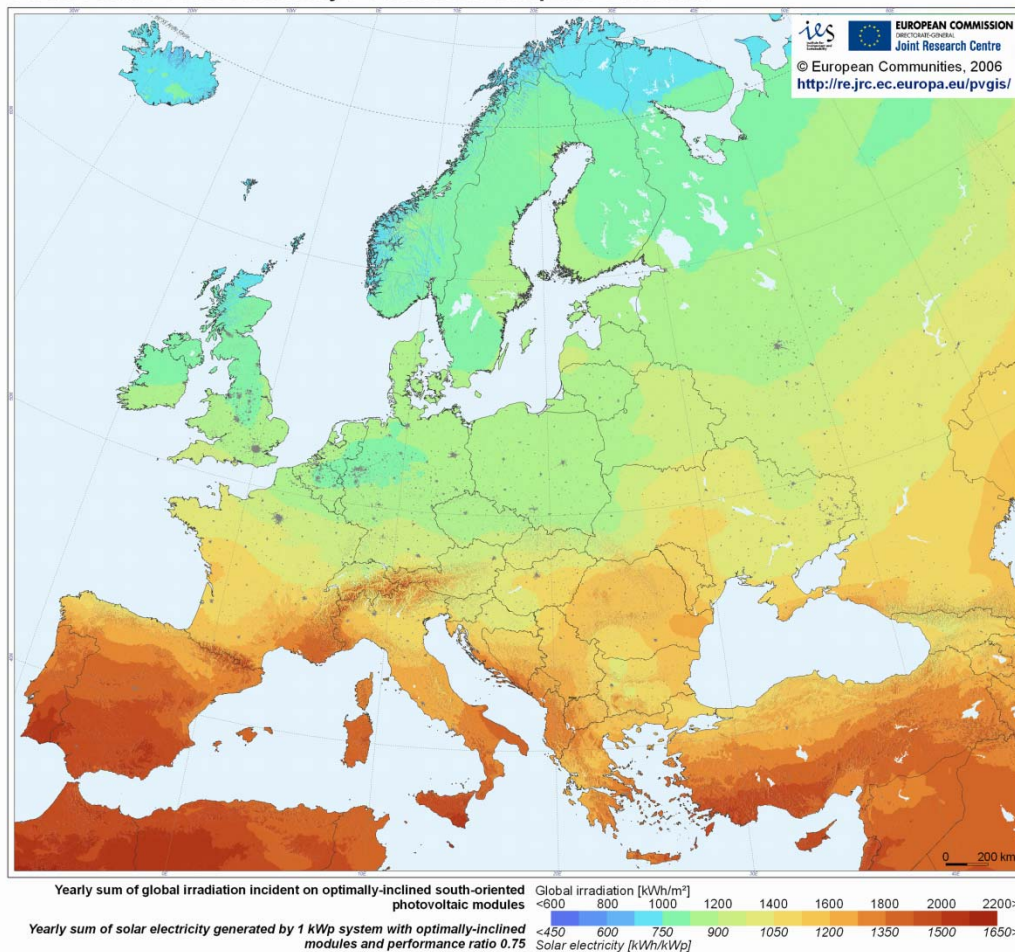 ies
EUROPEAN COMMISSION
DIRECTORATE-GENERAL
Joint Research Centre
© European Communities, 2006
http://re.jrc.ec.europa.eu/pvgis/
0 200 km
Yearly sum of global irradiation incident on optimally-inclined south-oriented
photovoltaic modules
Global irradiation [kWh/m²]
<600 800 1000 1200 1400 1600 1800 2000 2200>
<450 600 750 900 1050 1200 1350 1500 1650>
Yearly sum of solar electricity generated by 1 kWp system with optimally-inclined
modules and performance ratio 0.75
Solar electricity [kWh/kWp]